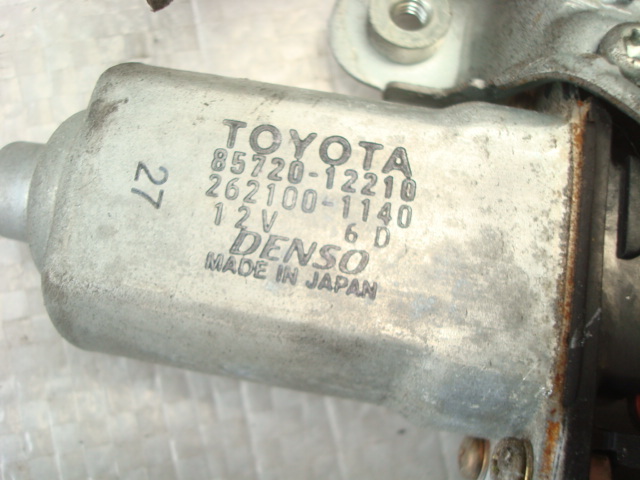 TOYOTA
85720-12210
262100-1140
12V 6D
DENSO
MADE IN JAPAN
27